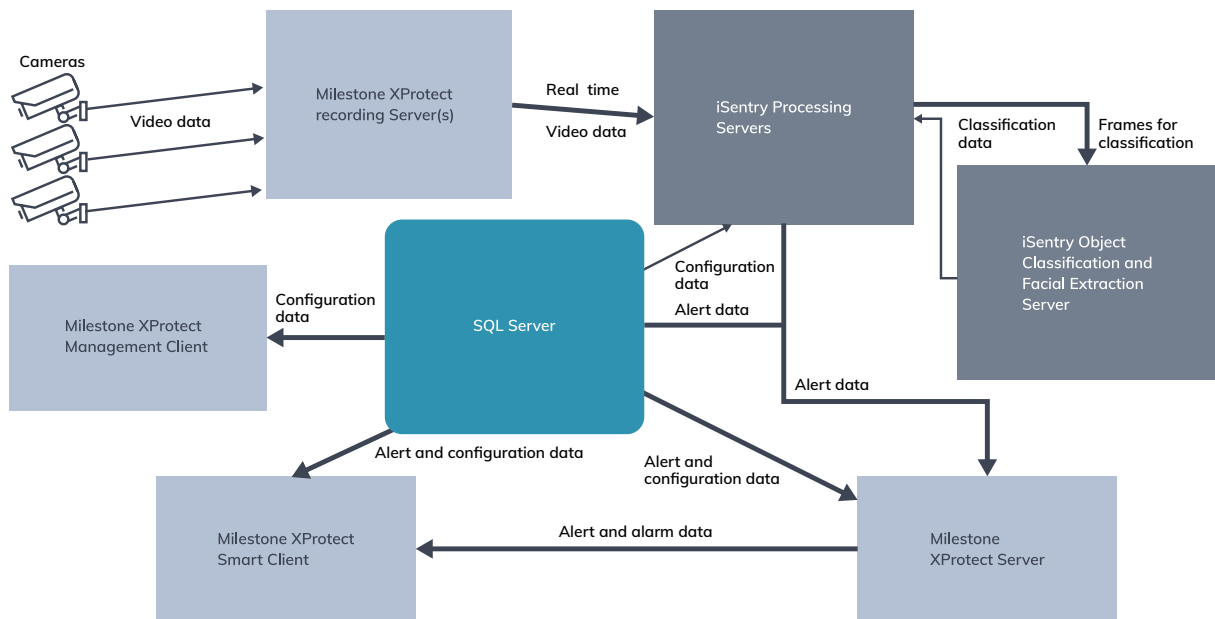 Cameras
Video data
Milestone XProtect
recording Server(s)
Real time
Video data
iSentry Processing
Servers
Classification
data
Frames for
classification
iSentry Object
Classification and
Facial Extraction
Server
Milestone XProtect
Management Client
Configuration
data
SQL Server
Configuration
data
Alert data
Alert data
Alert and configuration data
Alert and
configuration data
Milestone XProtect
Smart Client
Alert and alarm data
Milestone
XProtect Server